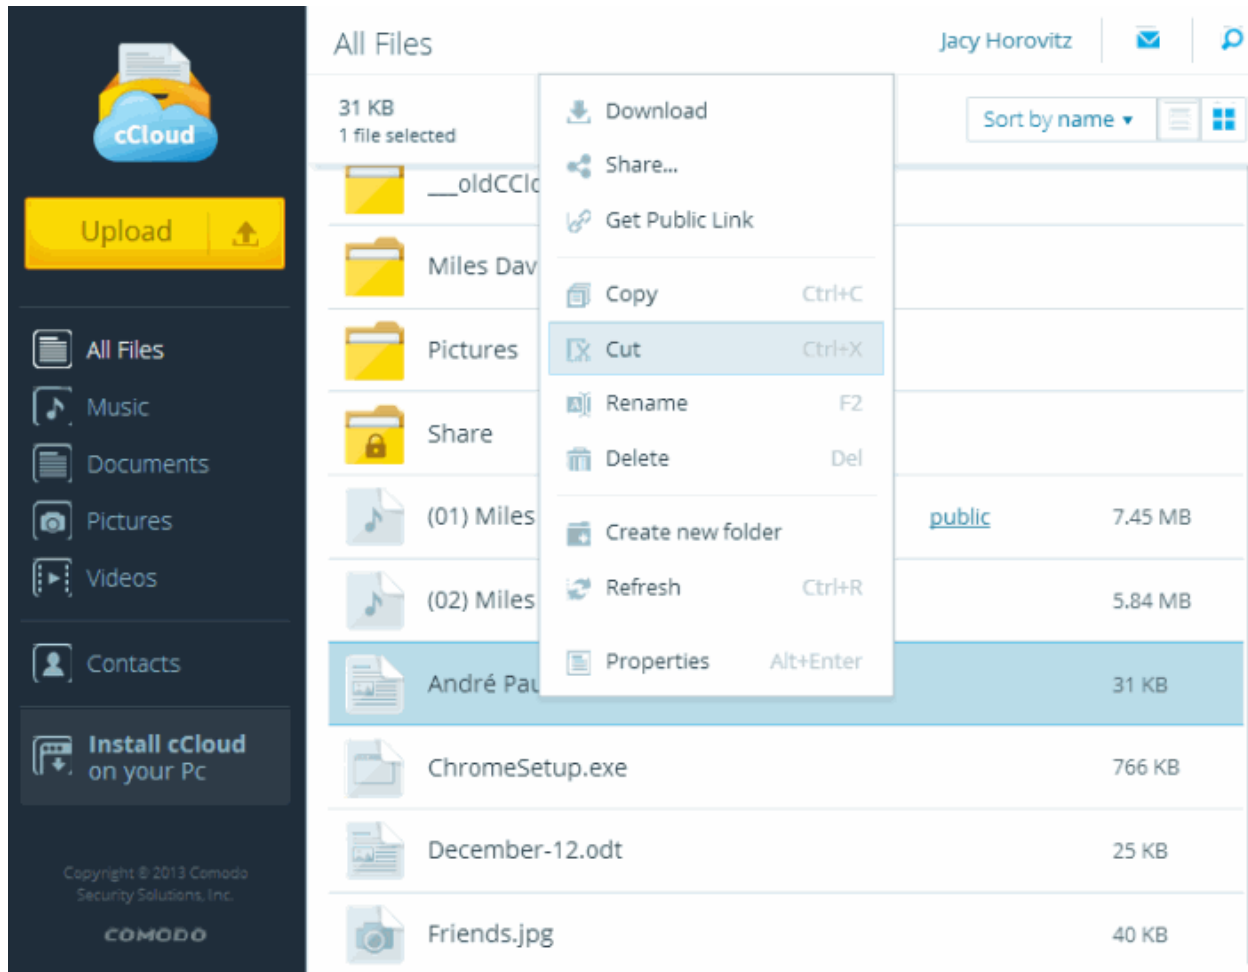 cCloud
Upload
All Files
Music
Documents
Pictures
Videos
Contacts
Install cCloud
on your Pc
Copyright © 2013 Comodo
Security Solutions, Inc.
COMODO
All Files
Jacy Horovitz
31 KB
1 file selected
Sort by name
___oldCClo
Miles Dav
Pictures
Share
(01) Miles
public
7.45 MB
(02) Miles
5.84 MB
André Pau
31 KB
ChromeSetup.exe
766 KB
December-12.odt
25 KB
Friends.jpg
40 KB
Download
Share...
Get Public Link
Copy Ctrl+C
Cut Ctrl+X
Rename F2
Delete Del
Create new folder
Refresh Ctrl+R
Properties Alt+Enter